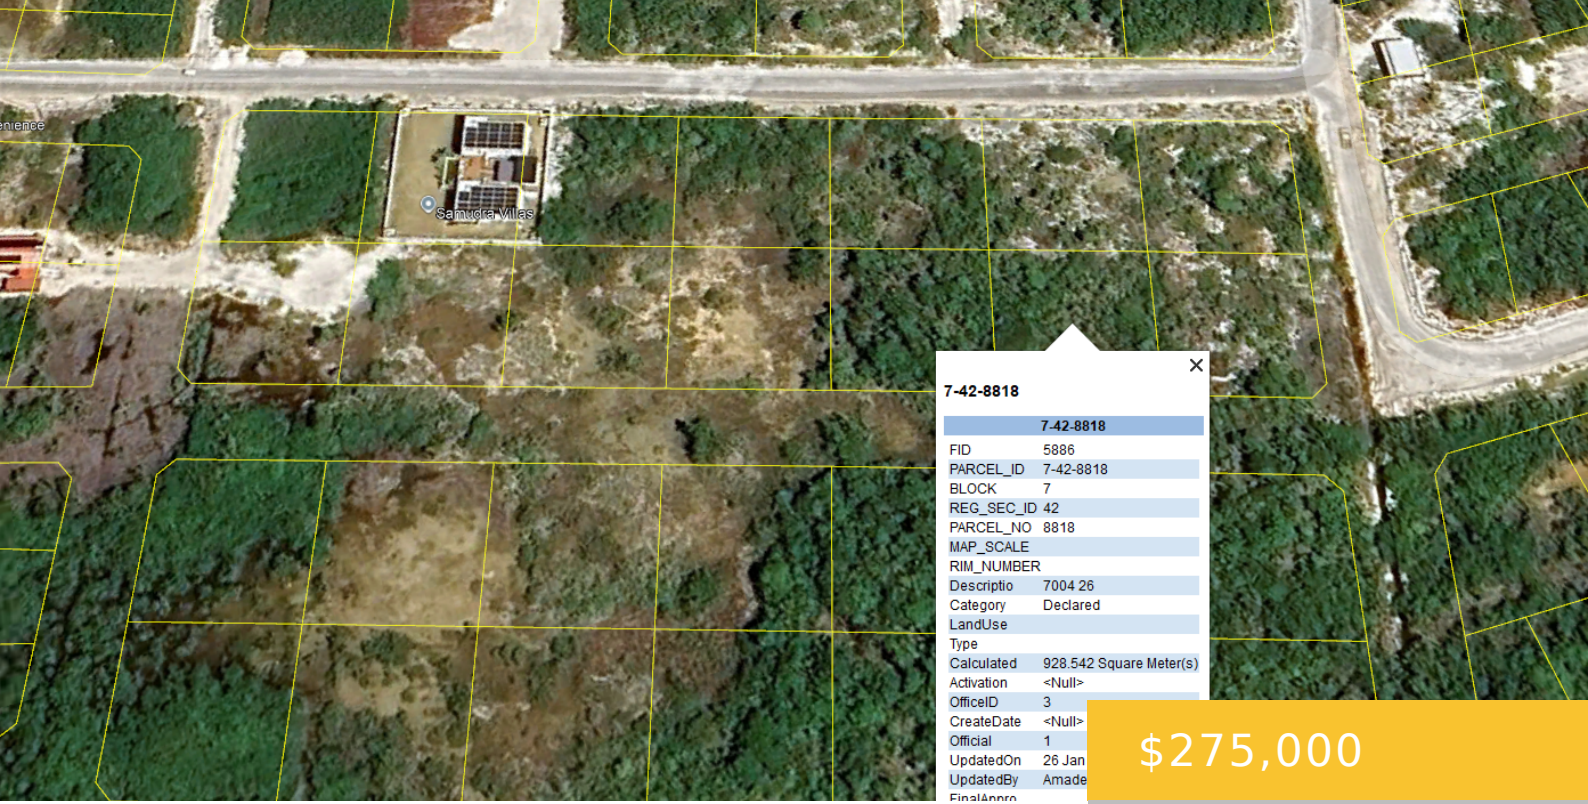 enience
Samudra Villas
7-42-8818
7-42-8818
FID 5886
PARCEL_ID 7-42-8818
BLOCK 7
REG_SEC_ID 42
PARCEL_NO 8818
MAP_SCALE
RIM_NUMBER
Descriptio 7004 26
Category Declared
LandUse
Type
Calculated 928.542 Square Meter(s)
Activation <Null>
OfficeID 3
CreateDate <Null>
Official 1
UpdatedOn 26 Jan
UpdatedBy Amade
FinalAppro
$275,000